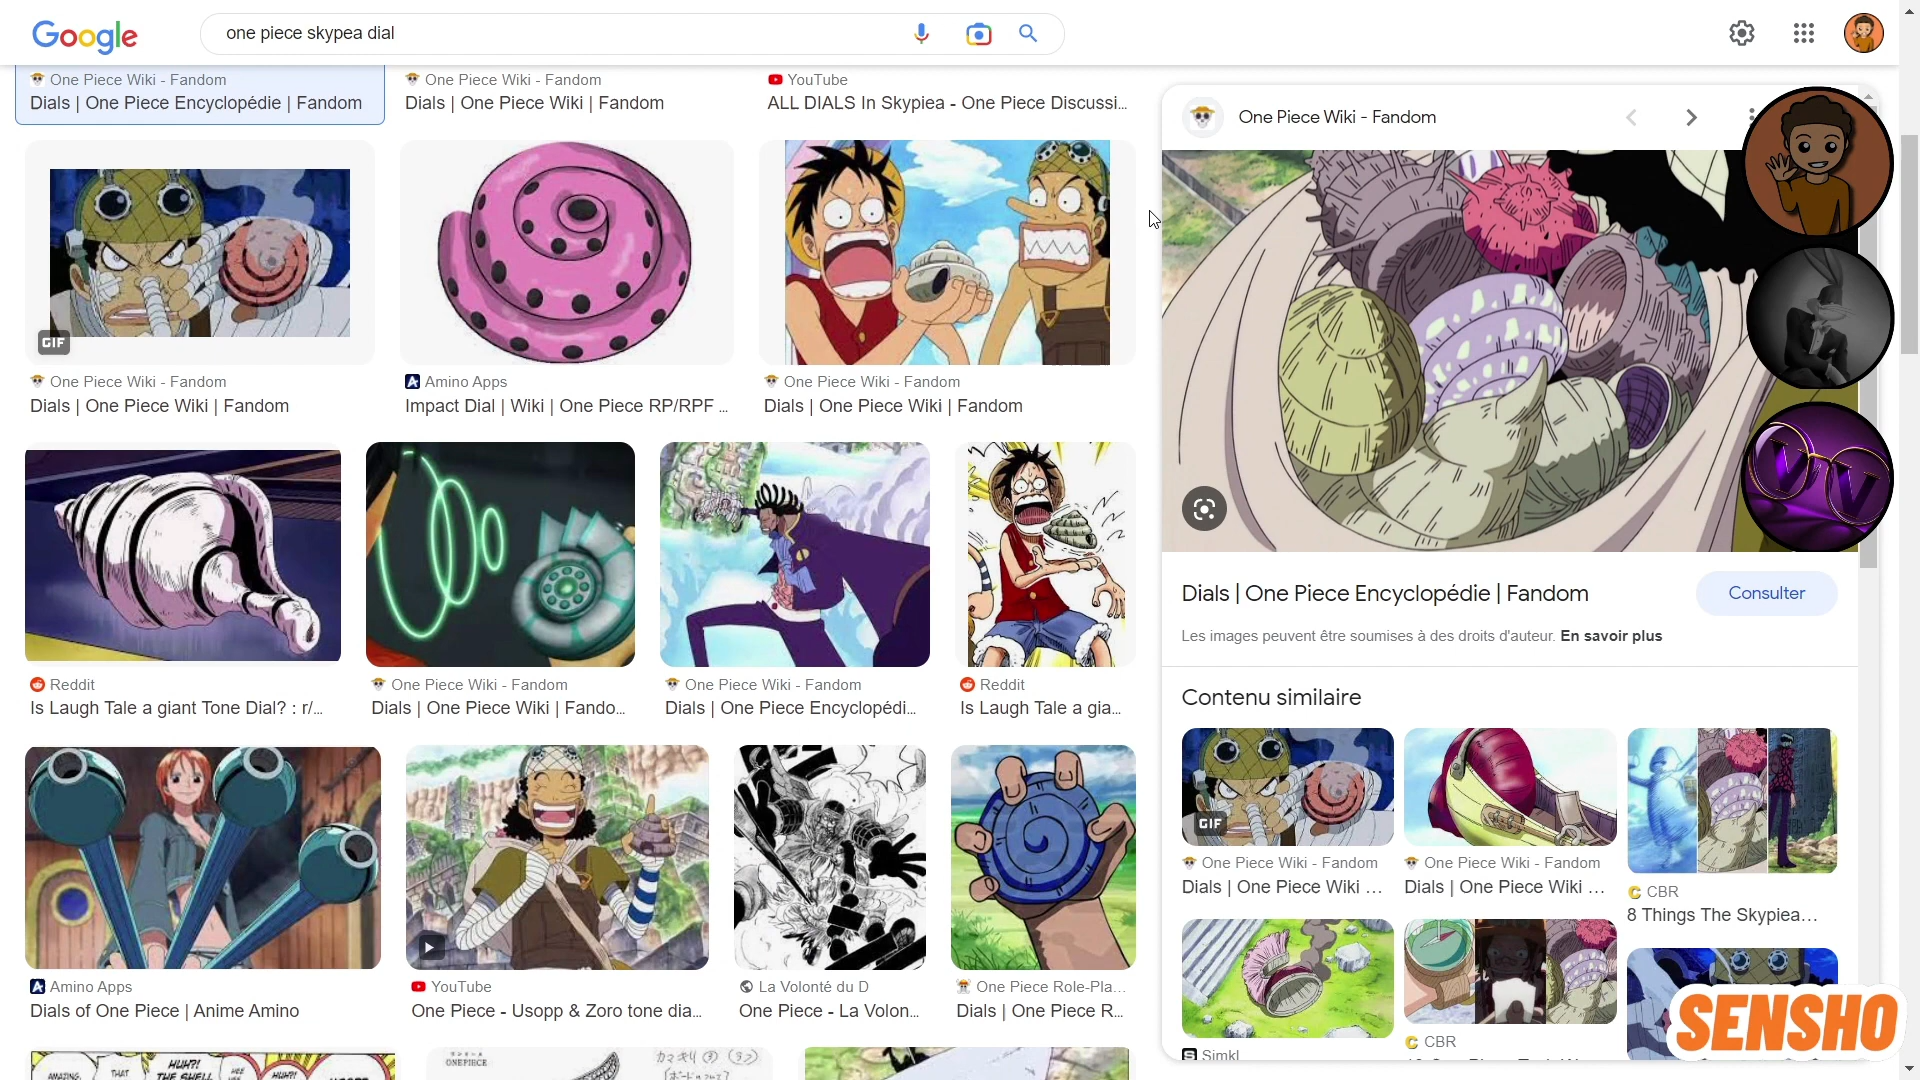 Google
one piece skypea dial
One Piece Wiki - Fandom
Dials | One Piece Encyclopédie | Fandom
One Piece Wiki - Fandom
Dials | One Piece Wiki | Fandom
YouTube
ALL DIALS In Skypiea - One Piece Discussi...
GIF
One Piece Wiki - Fandom
Dials | One Piece Wiki | Fandom
Amino Apps
Impact Dial | Wiki | One Piece RP/RPF ...
One Piece Wiki - Fandom
Dials | One Piece Wiki | Fandom
Reddit
Is Laugh Tale a giant Tone Dial? : r/...
One Piece Wiki - Fandom
Dials | One Piece Wiki | Fando...
One Piece Wiki - Fandom
Dials | One Piece Encyclopédi...
Reddit
Is Laugh Tale a gia...
Amino Apps
Dials of One Piece | Anime Amino
YouTube
One Piece - Usopp & Zoro tone dia...
La Volonté du D
One Piece - La Volon...
One Piece Role-Pla...
Dials | One Piece R...
AMAZING.
THAT
HUH?!
THE SHELL
HUH?!
ONEPIECE
One Piece Wiki - Fandom
VV
Dials | One Piece Encyclopédie | Fandom
Consulter
Les images peuvent être soumises à des droits d'auteur. En savoir plus
Contenu similaire
GIF
One Piece Wiki - Fandom
Dials | One Piece Wiki ...
One Piece Wiki - Fandom
Dials | One Piece Wiki ...
CBR
8 Things The Skypiea...
Simkl
CBR
SENSHO